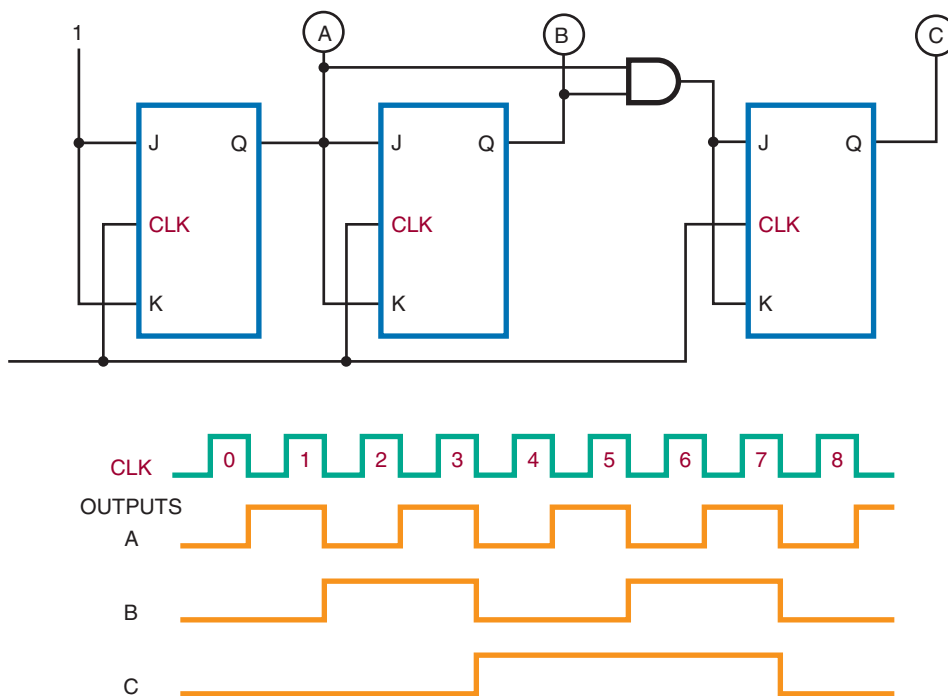 1 A B C
J Q J Q J Q
CLK CLK CLK
K K K
CLK 0 1 2 3 4 5 6 7 8
OUTPUTS
A
B
C